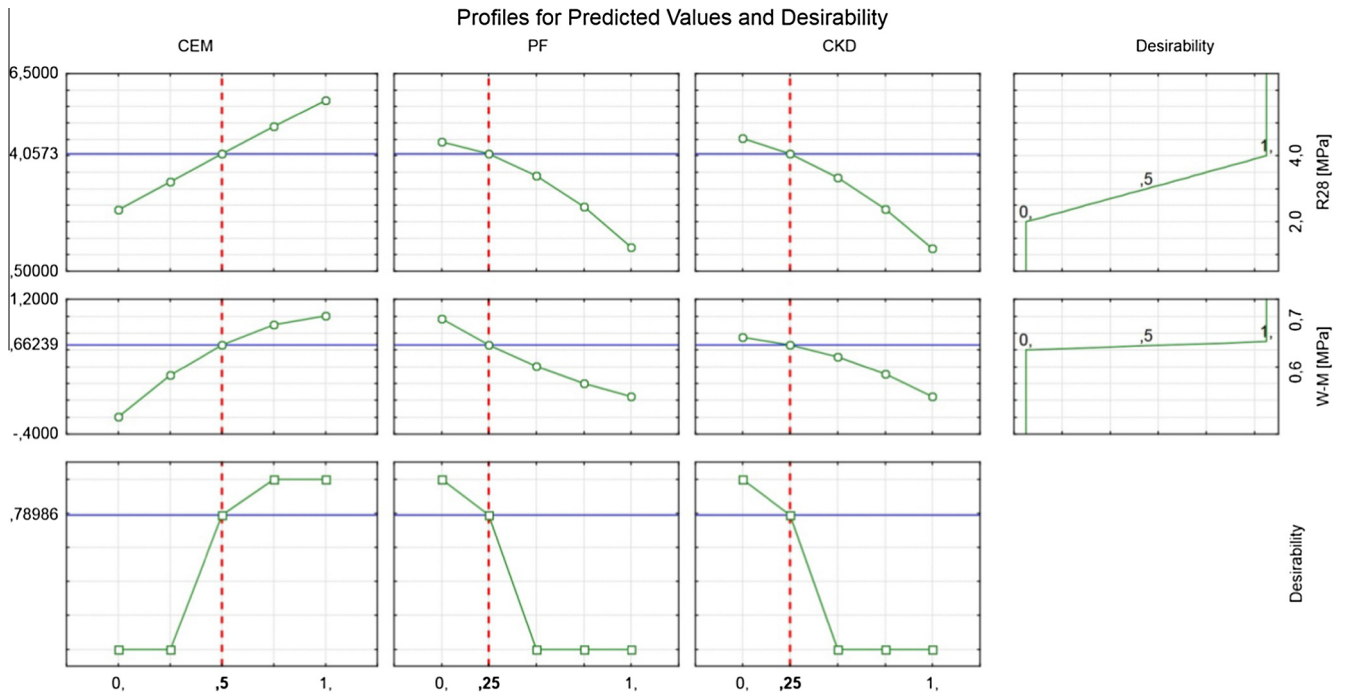 Profiles for Predicted Values and Desirability
CEM PF CKD Desirability
6,5000
4,0573
,50000
0, ,5 1,
2,0 4,0
R28 [MPa]
1,2000
,66239
-,4000
0, ,5 1,
0,6 0,7
W-M [MPa]
,78986
Desirability
0, ,5 1, 0, ,25 1, 0, ,25 1,